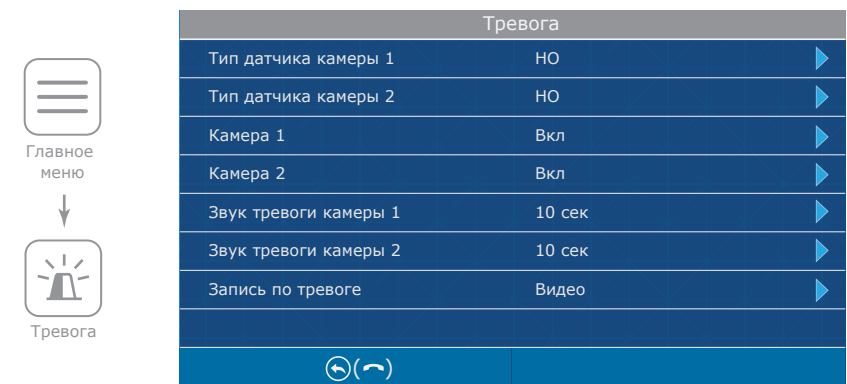 Главное
меню
Тревога
Тревога
Тип датчика камеры 1 НО
Тип датчика камеры 2 НО
Камера 1 Вкл
Камера 2 Вкл
Звук тревоги камеры 1 10 сек
Звук тревоги камеры 2 10 сек
Запись по тревоге Видео